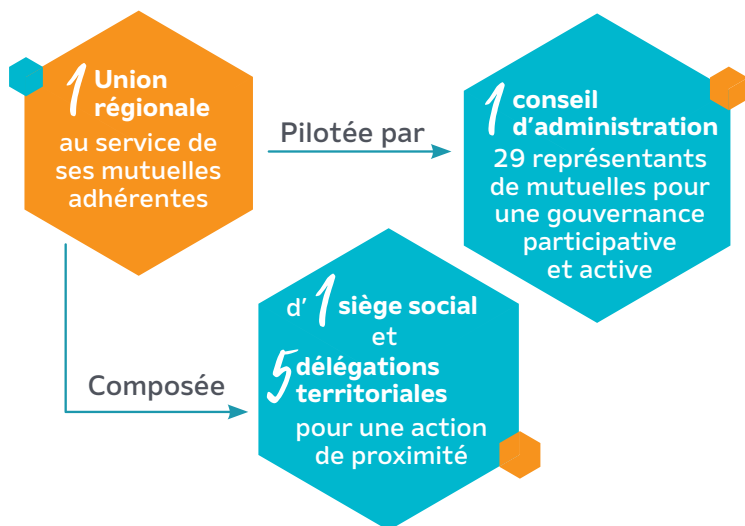 1 Union
régionale
au service de
ses mutuelles
adhérentes
Pilotée par
1 conseil
d'administration
29 représentants
de mutuelles pour
une gouvernance
participative
et active
Composée
d' 1 siège social
et
5 délégations
territoriales
pour une action
de proximité